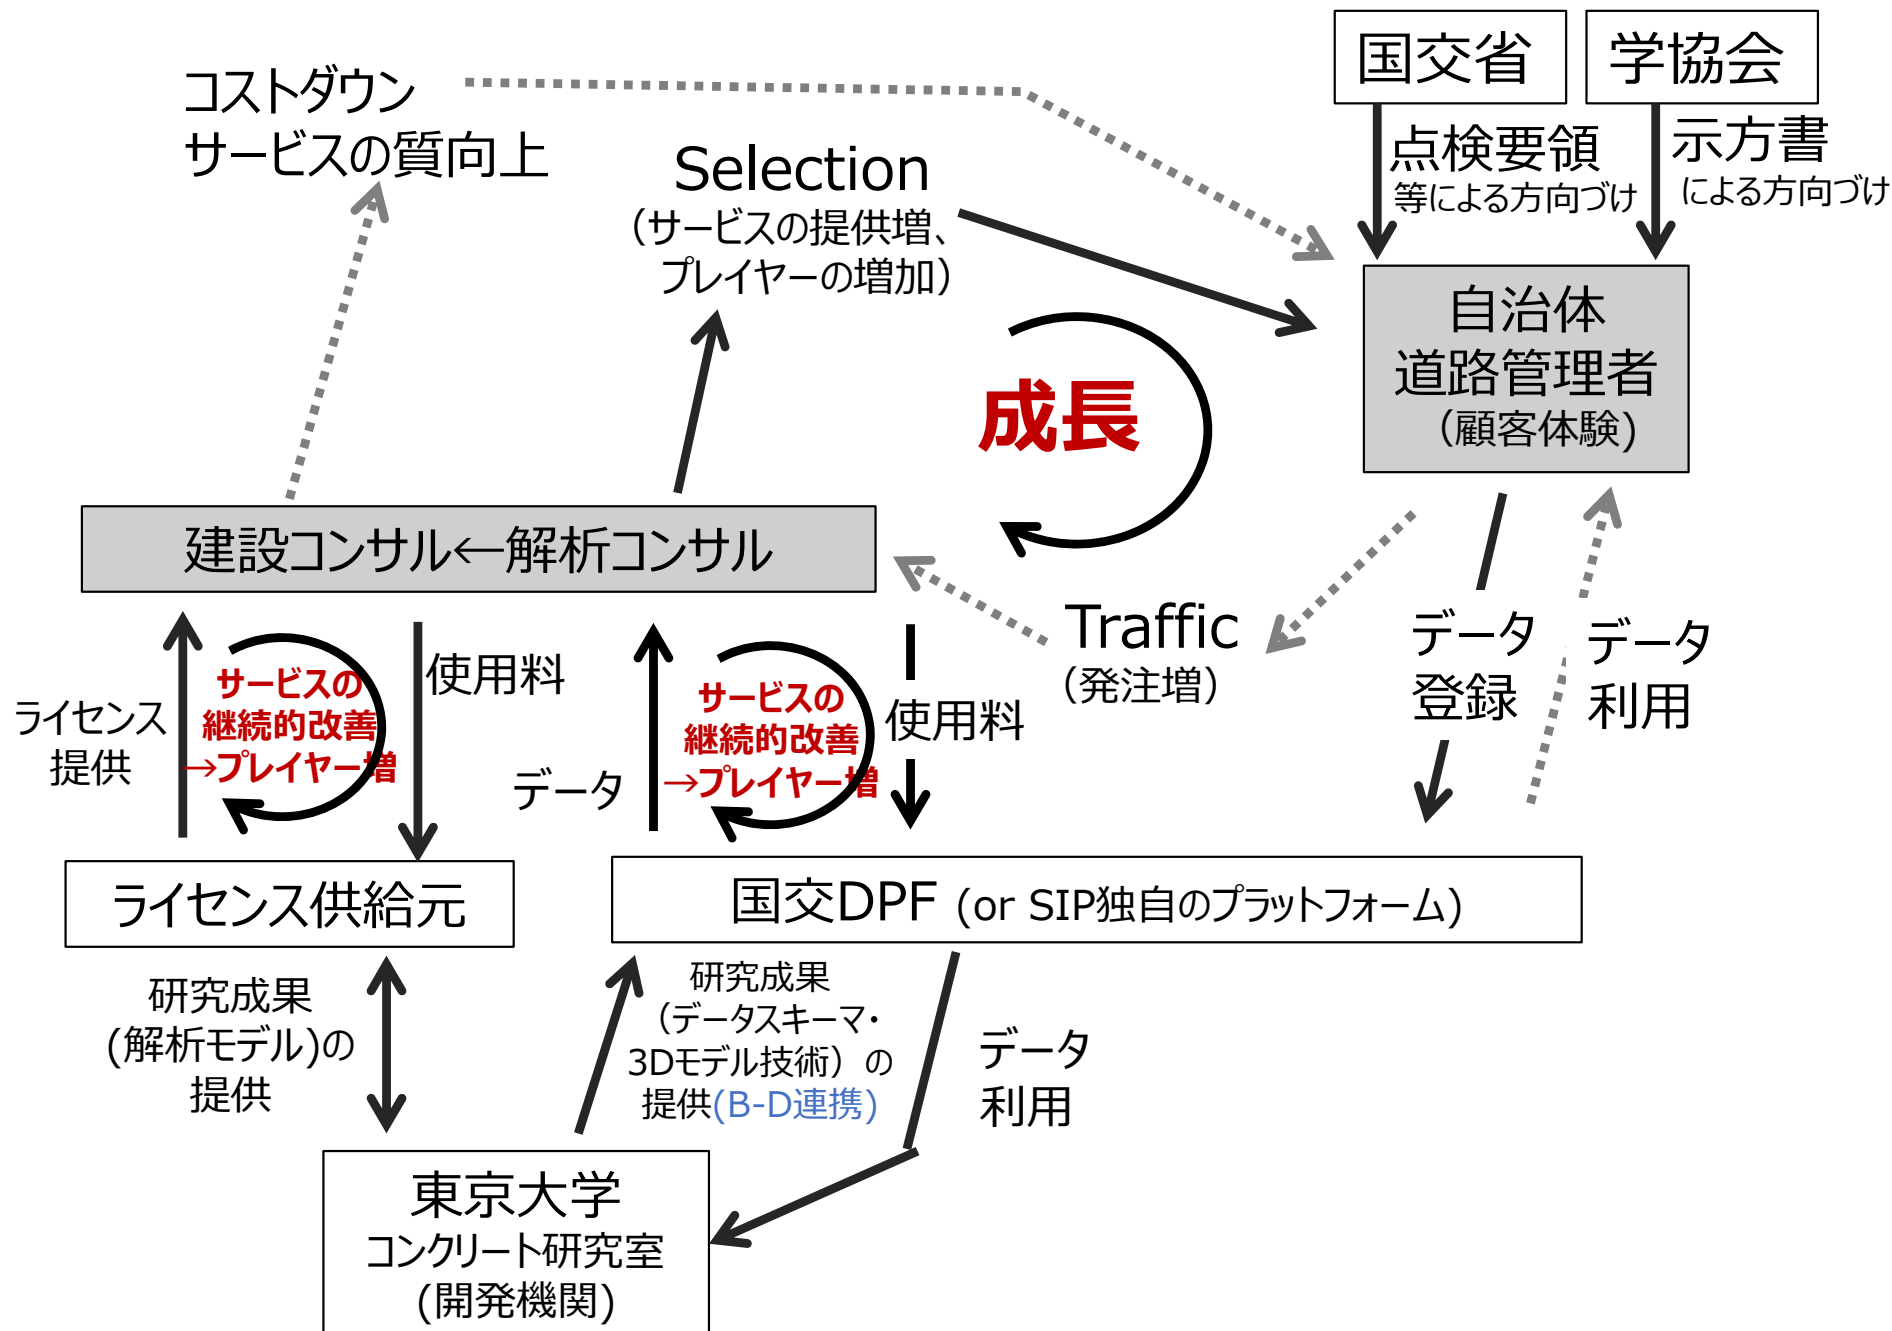 国交省
学協会
コストダウン
サービスの質向上
点検要領
等による方向づけ
示方書
による方向づけ
Selection
（サービスの提供増、
プレイヤーの増加）
自治体
道路管理者
（顧客体験）
成長
建設コンサル←解析コンサル
Traffic
（発注増）
データ
登録
データ
利用
ライセンス
提供
サービスの
継続的改善
→プレイヤー増
使用料
データ
サービスの
継続的改善
→プレイヤー増
使用料
ライセンス供給元
国交DPF (or SIP独自のプラットフォーム)
研究成果
(解析モデル)の
提供
研究成果
（データスキーマ・
3Dモデル技術）の
提供(B-D連携)
データ
利用
東京大学
コンクリート研究室
(開発機関)